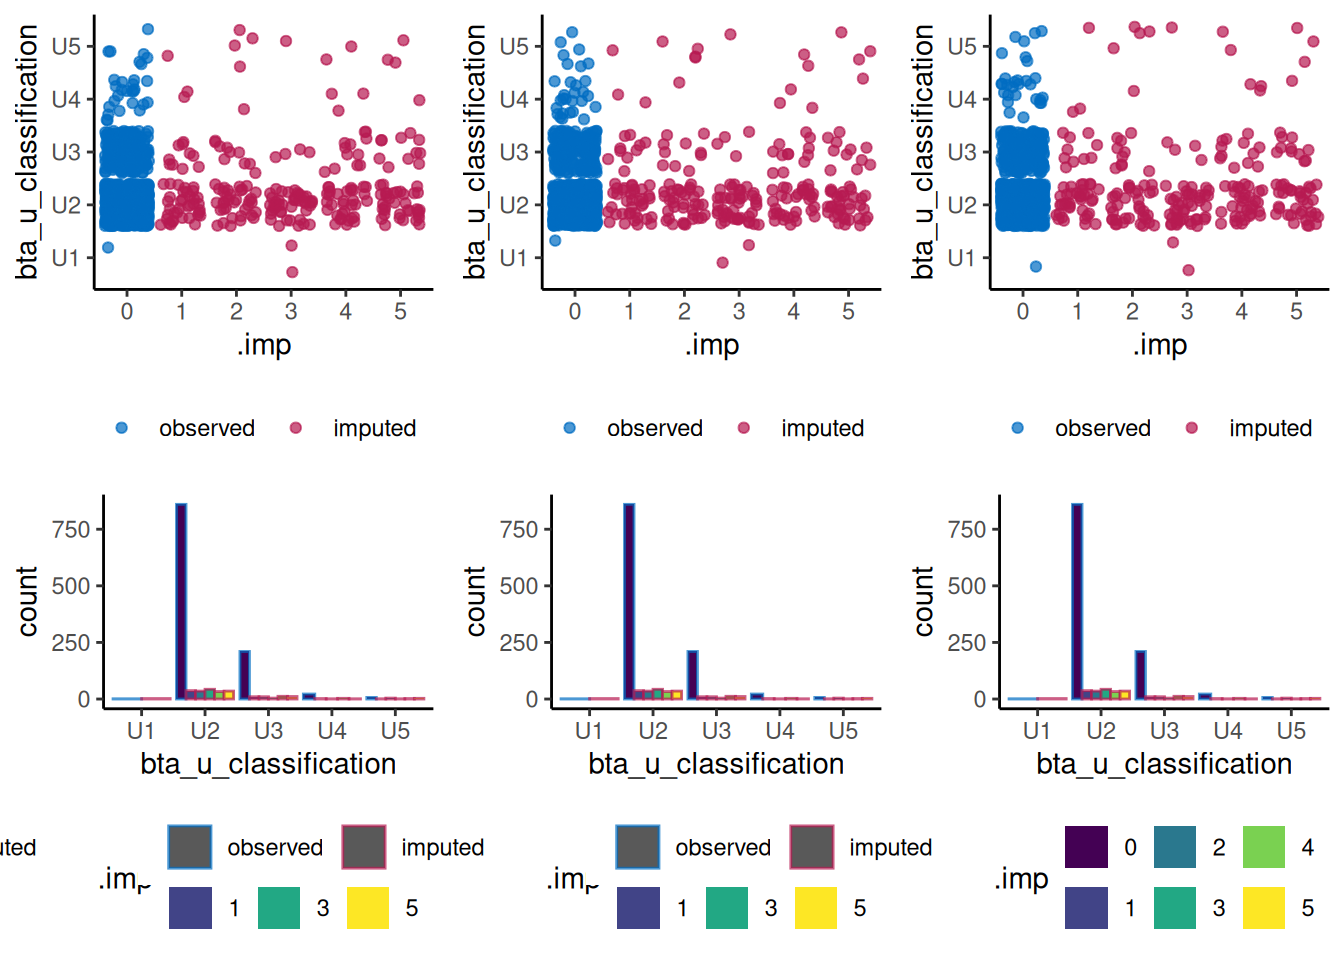 bta_u_classification
U5
U4
U3
U2
U1
0 1 2 3 4 5
.imp
observed imputed
bta_u_classification
U5
U4
U3
U2
U1
0 1 2 3 4 5
.imp
observed imputed
bta_u_classification
U5
U4
U3
U2
U1
0 1 2 3 4 5
.imp
observed imputed
count
750
500
250
0
U1 U2 U3 U4 U5
bta_u_classification
count
750
500
250
0
U1 U2 U3 U4 U5
bta_u_classification
count
750
500
250
0
U1 U2 U3 U4 U5
bta_u_classification
observed imputed
.imp
1 3 5
observed imputed
.imp
1 3 5
.imp
0 2 4
1 3 5